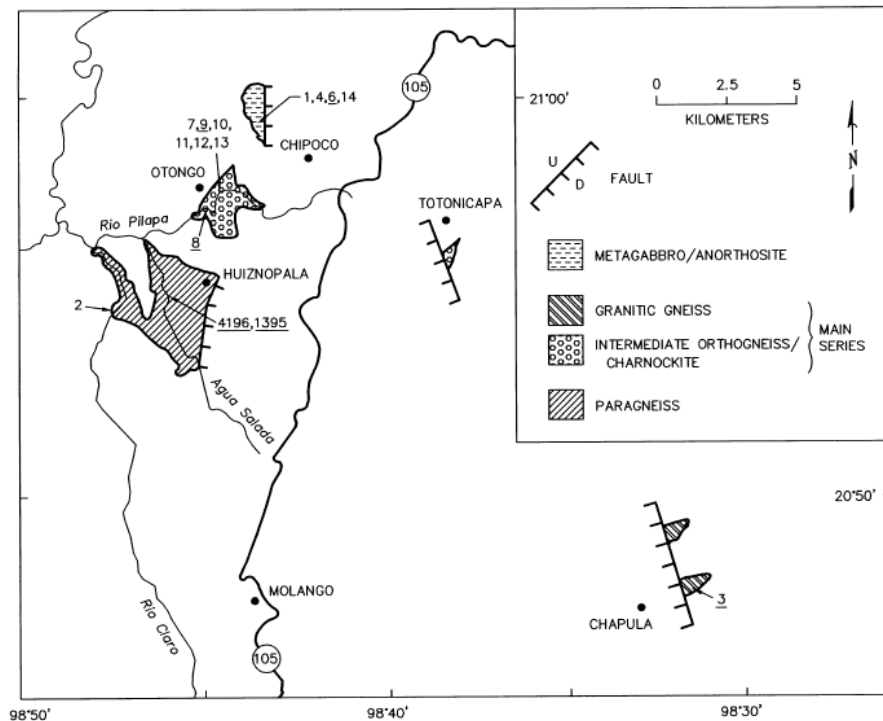 105
1,4,6,14
7,9,10,
11,12,13
CHIPOCO
OTONGO
Rio Pilapa
8
TOTONICAPA
HUIZNOPALA
2
4196,1395
Agua Salada
MOLANGO
Rio Claro
105
CHAPULA
3
21°00'
20°50'
98°50'
98°40'
98°30'
0 2.5 5
KILOMETERS
N
U
D
FAULT
METAGABBRO/ANORTHOSITE
GRANITIC GNEISS
INTERMEDIATE ORTHOGNEISS/
CHARNOCKITE
MAIN
SERIES
PARAGNEISS